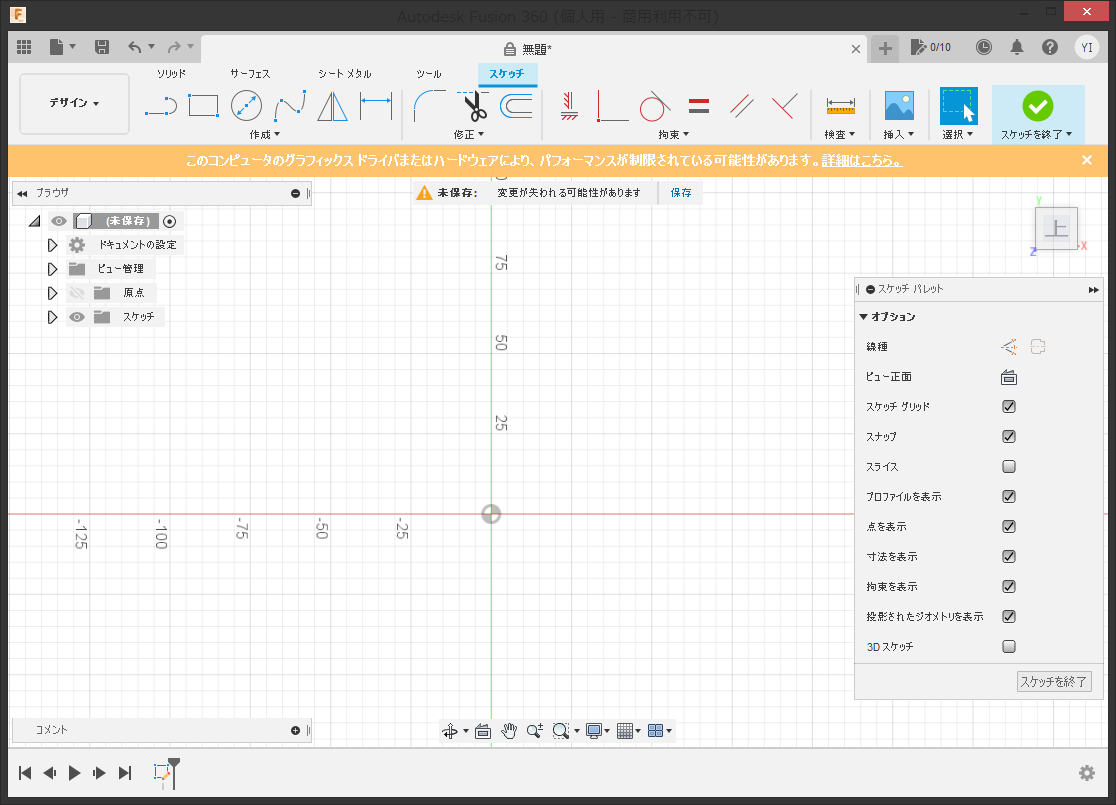 Autodesk Fusion 360 (個人用 - 商用利用不可)
無題*
0/10
YI
デザイン
ソリッド
サーフェス
シート メタル
ツール
スケッチ
作成
修正
拘束
検査
挿入
選択
スケッチを終了
このコンピュータのグラフィックス ドライバまたはハードウェアにより、パフォーマンスが制限されている可能性があります。詳細はこちら。
ブラウザ
未保存:
変更が失われる可能性があります
保存
(未保存)
ドキュメントの設定
ビュー管理
原点
スケッチ
75
50
25
-125
-100
-75
-50
-25
Y
上
X
Z
スケッチ パレット
オプション
線種
ビュー正面
スケッチ グリッド
スナップ
スライス
プロファイルを表示
点を表示
寸法を表示
拘束を表示
投影されたジオメトリを表示
3D スケッチ
スケッチを終了
コメント